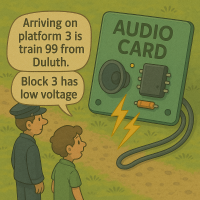 Arriving on
platform 3 is
train 99 from
Duluth.
Block 3 has
low voltage
AUDIO
CARD